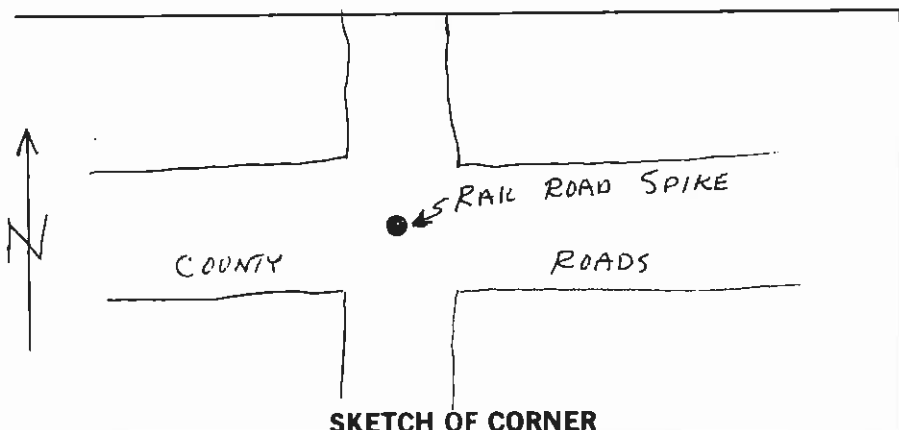 RAIL ROAD SPIKE
N
COUNTY ROADS
SKETCH OF CORNER